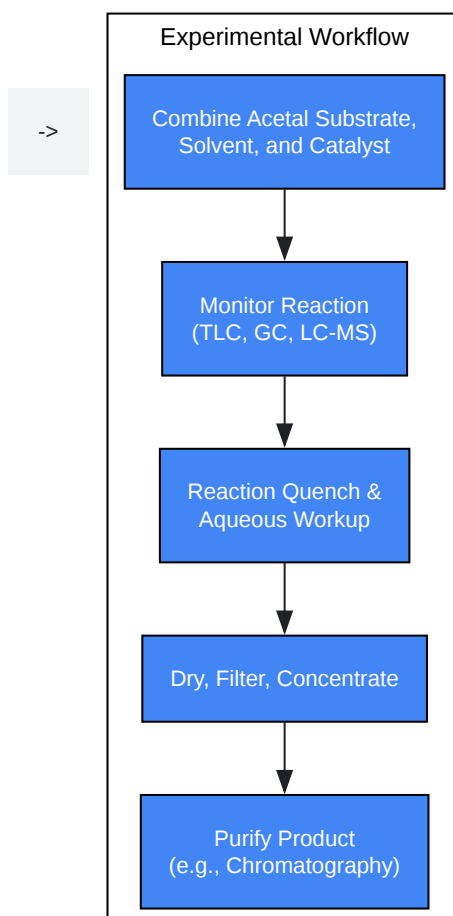 Experimental Workflow
->
Combine Acetal Substrate,
Solvent, and Catalyst
Monitor Reaction
(TLC, GC, LC-MS)
Reaction Quench &
Aqueous Workup
Dry, Filter, Concentrate
Purify Product
(e.g., Chromatography)